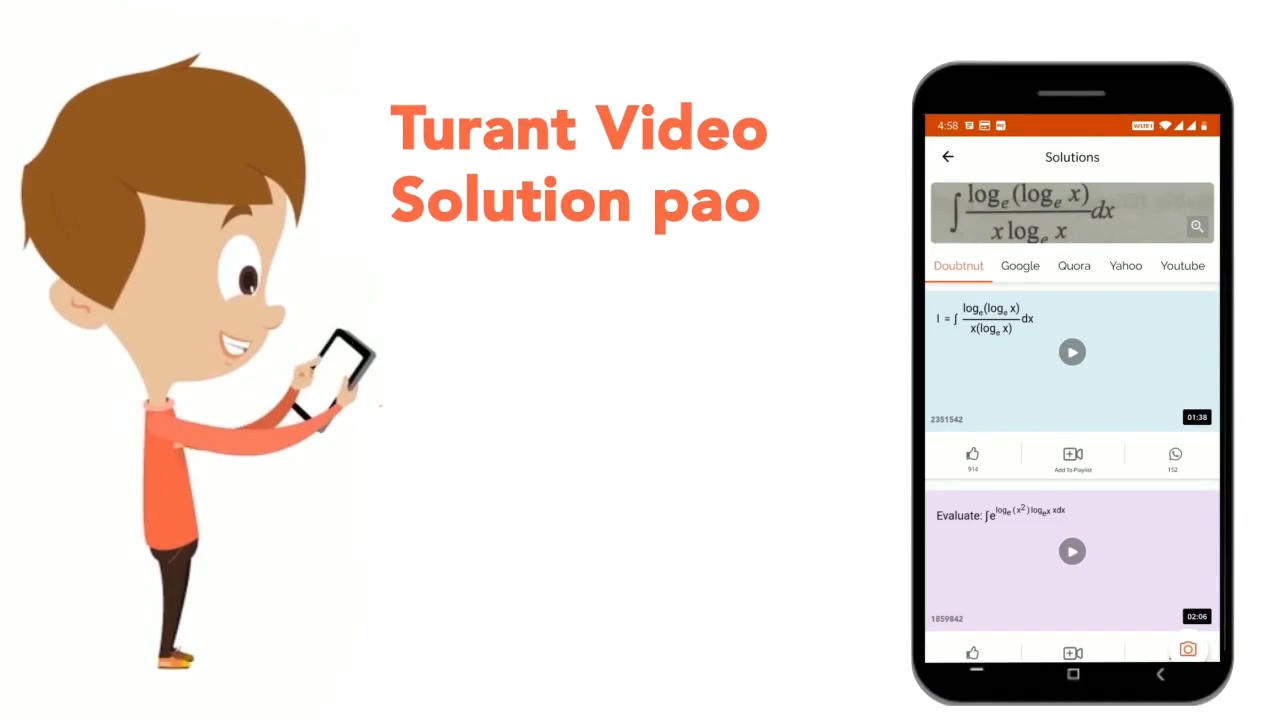 Turant Video
Solution pao
4:58
VoLTE1
Solutions
∫ logₑ(logₑ x) / x logₑ x dx
Doubtnut Google Quora Yahoo Youtube
I = ∫ logₑ(logₑ x) / x(logₑ x) dx
2351542 01:38
914 Add To Playlist 152
Evaluate: ∫e^logₑ(x²)logₑx xdx
1859842 02:06